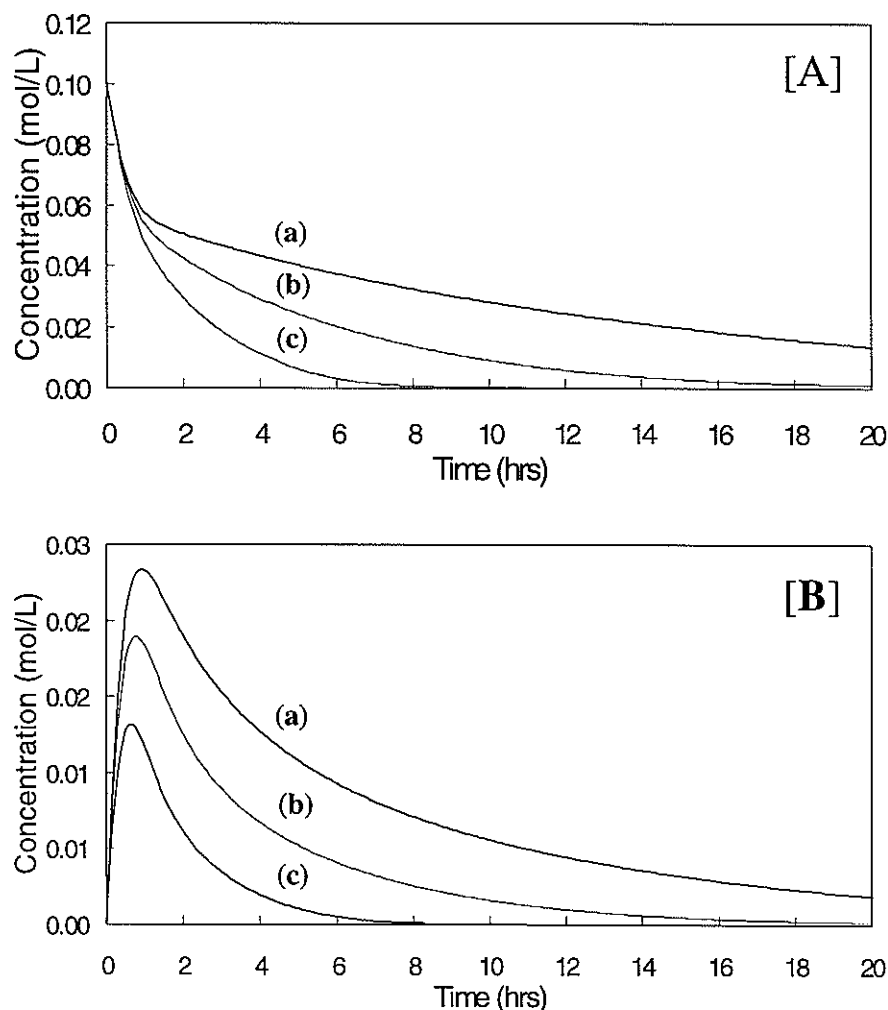 0.12
0.10
0.08
0.06
0.04
0.02
0.00
Concentration (mol/L)
[A]
(a)
(b)
(c)
0 2 4 6 8 10 12 14 16 18 20
Time (hrs)
0.03
0.02
0.02
0.01
0.01
0.00
Concentration (mol/L)
[B]
(a)
(b)
(c)
0 2 4 6 8 10 12 14 16 18 20
Time (hrs)